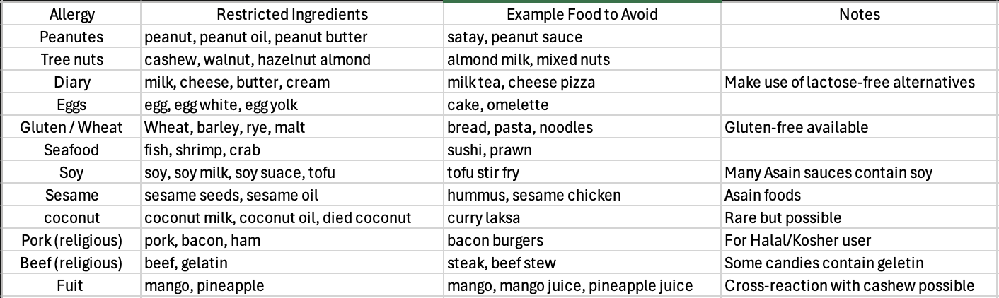 Allergy Restricted Ingredients Example Food to Avoid Notes
Peanutes peanut, peanut oil, peanut butter satay, peanut sauce
Tree nuts cashew, walnut, hazelnut almond almond milk, mixed nuts
Diary milk, cheese, butter, cream milk tea, cheese pizza Make use of lactose-free alternatives
Eggs egg, egg white, egg yolk cake, omelette
Gluten / Wheat Wheat, barley, rye, malt bread, pasta, noodles Gluten-free available
Seafood fish, shrimp, crab sushi, prawn
Soy soy, soy milk, soy suace, tofu tofu stir fry Many Asain sauces contain soy
Sesame sesame seeds, sesame oil hummus, sesame chicken Asain foods
coconut coconut milk, coconut oil, died coconut curry laksa Rare but possible
Pork (religious) pork, bacon, ham bacon burgers For Halal/Kosher user
Beef (religious) beef, gelatin steak, beef stew Some candies contain geletin
Fuit mango, pineapple mango, mango juice, pineapple juice Cross-reaction with cashew possible